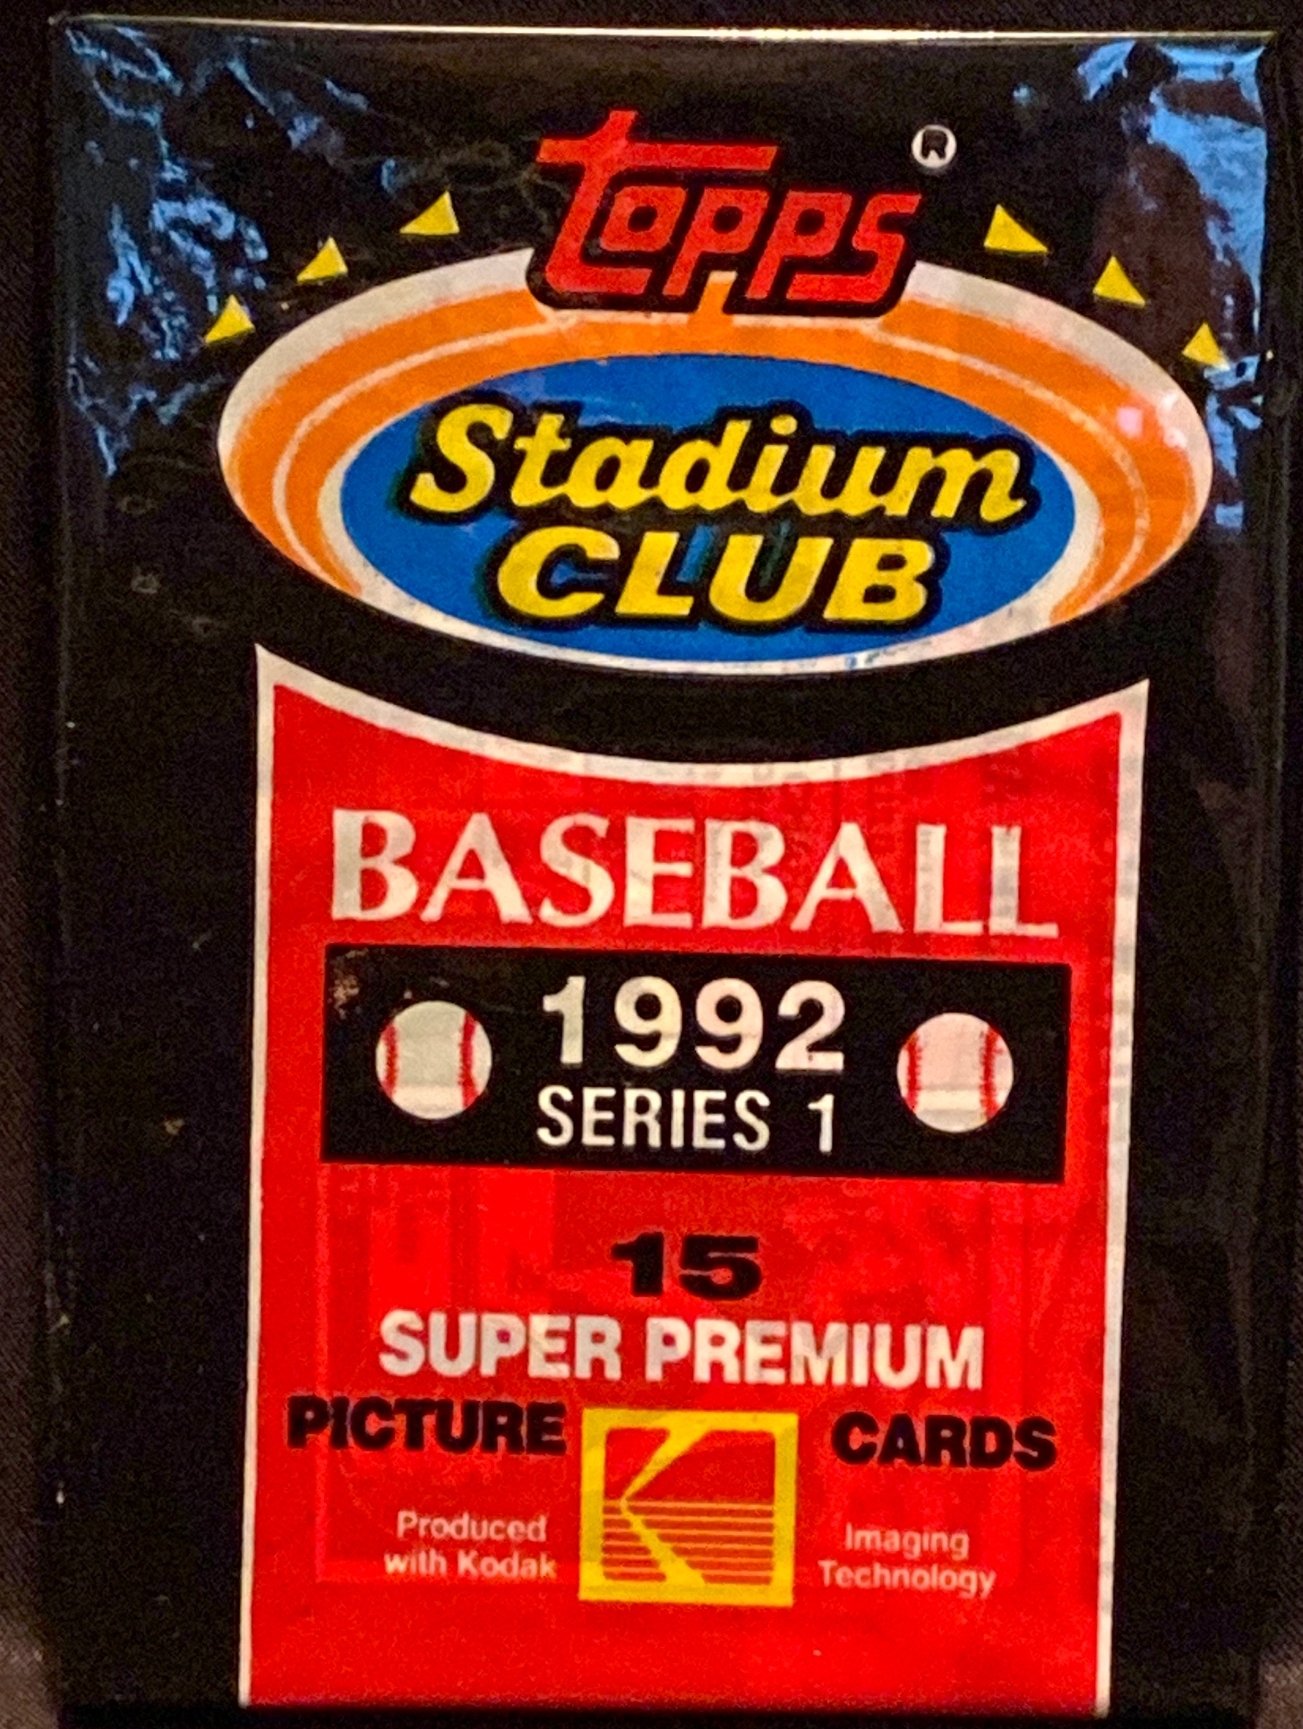 Topps ®
Stadium
CLUB
BASEBALL
1992
SERIES 1
15
SUPER PREMIUM
PICTURE CARDS
Produced
with Kodak
Imaging
Technology